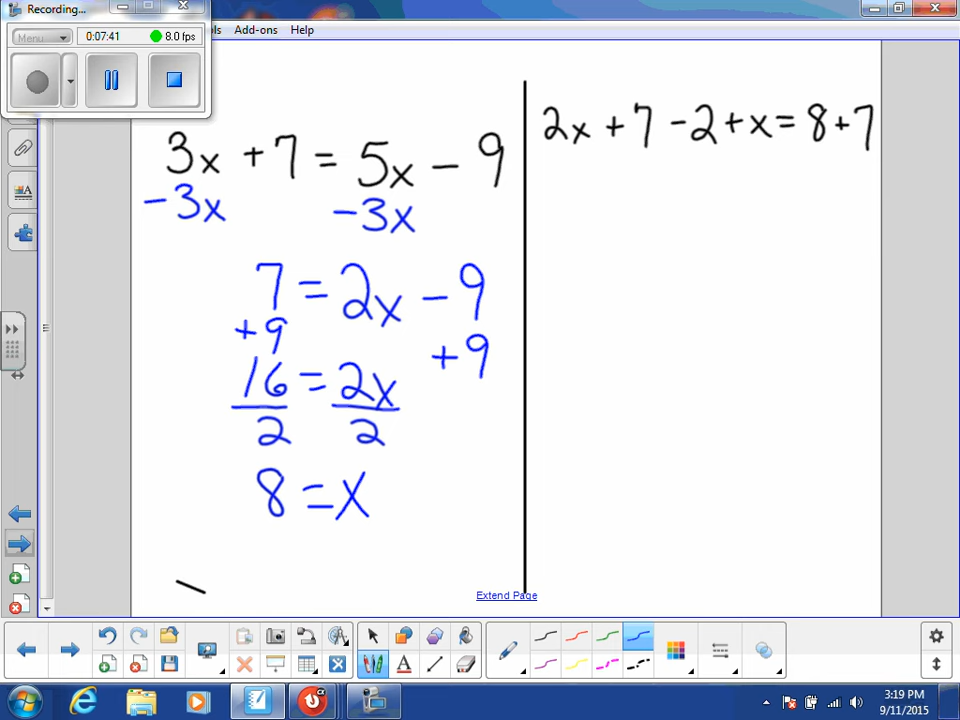 Recording...
Menu
0:07:41
8.0 fps
Add-ons Help
3x + 7 = 5x - 9
-3x -3x
7 = 2x - 9
+9 +9
16 = 2x
2 2
8 = x
2x + 7 - 2 + x = 8 + 7
Extend Page
A
3:19 PM
9/11/2015